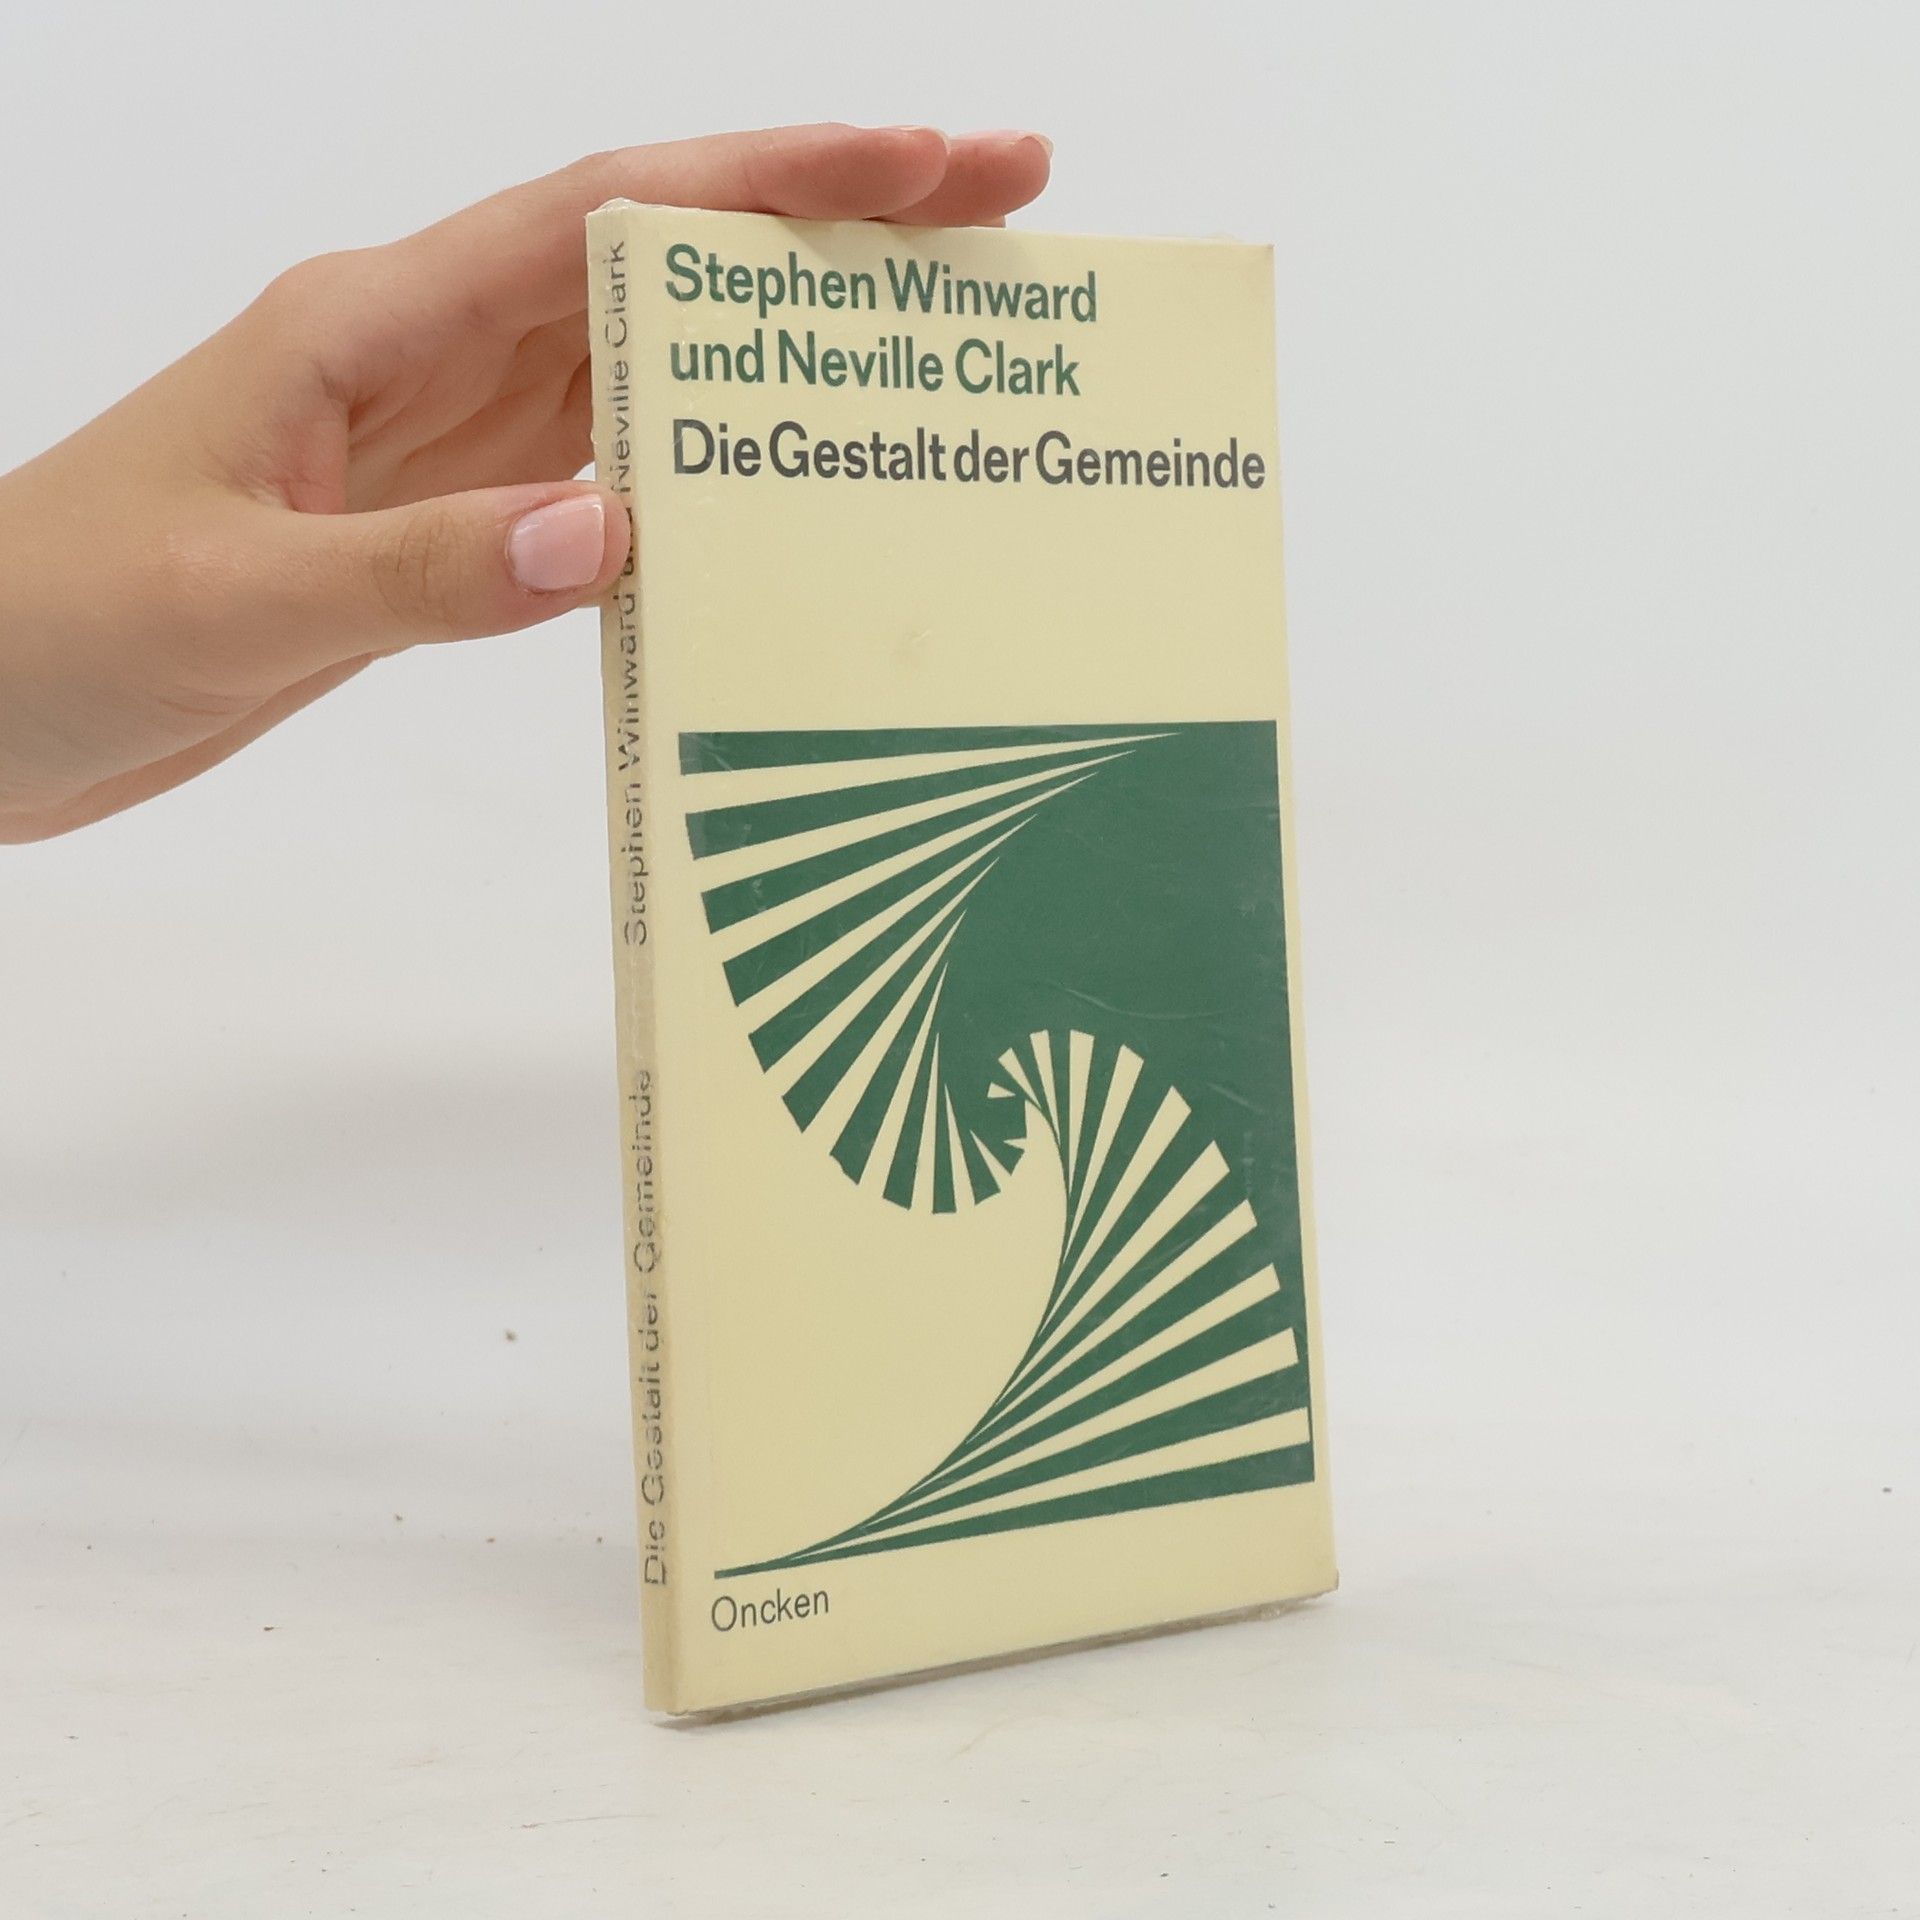 Stephen Winward
und Neville Clark
Die Gestalt der Gemeinde
Oncken
Die Gestalt der Gemeinde Stephen Winward und Neville Clark